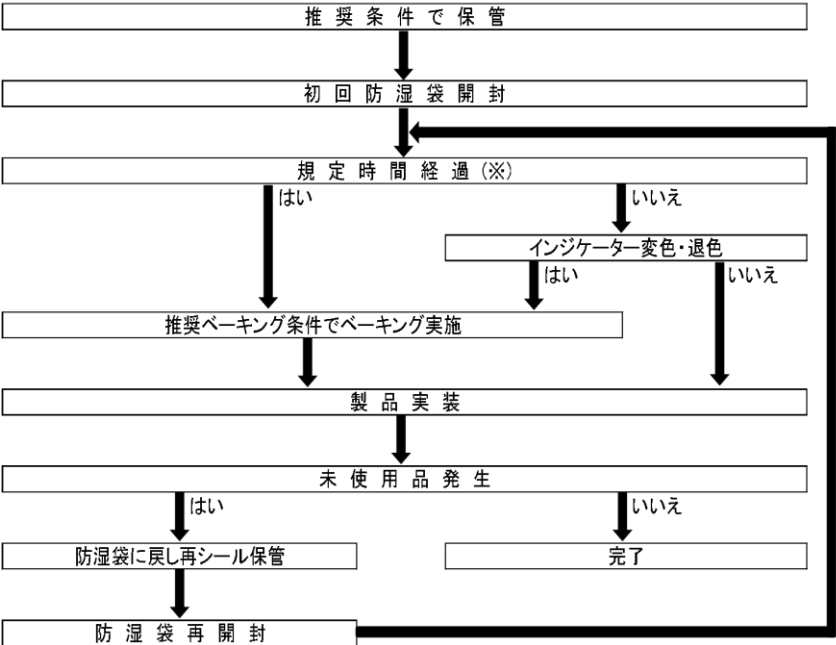 推奨条件で保管
初回防湿袋開封
規定時間経過(※)
はい
いいえ
インジケーター変色・退色
はい
いいえ
推奨ベーキング条件でベーキング実施
製品実装
未使用品発生
はい
いいえ
防湿袋に戻し再シール保管
完了
防湿袋再開封